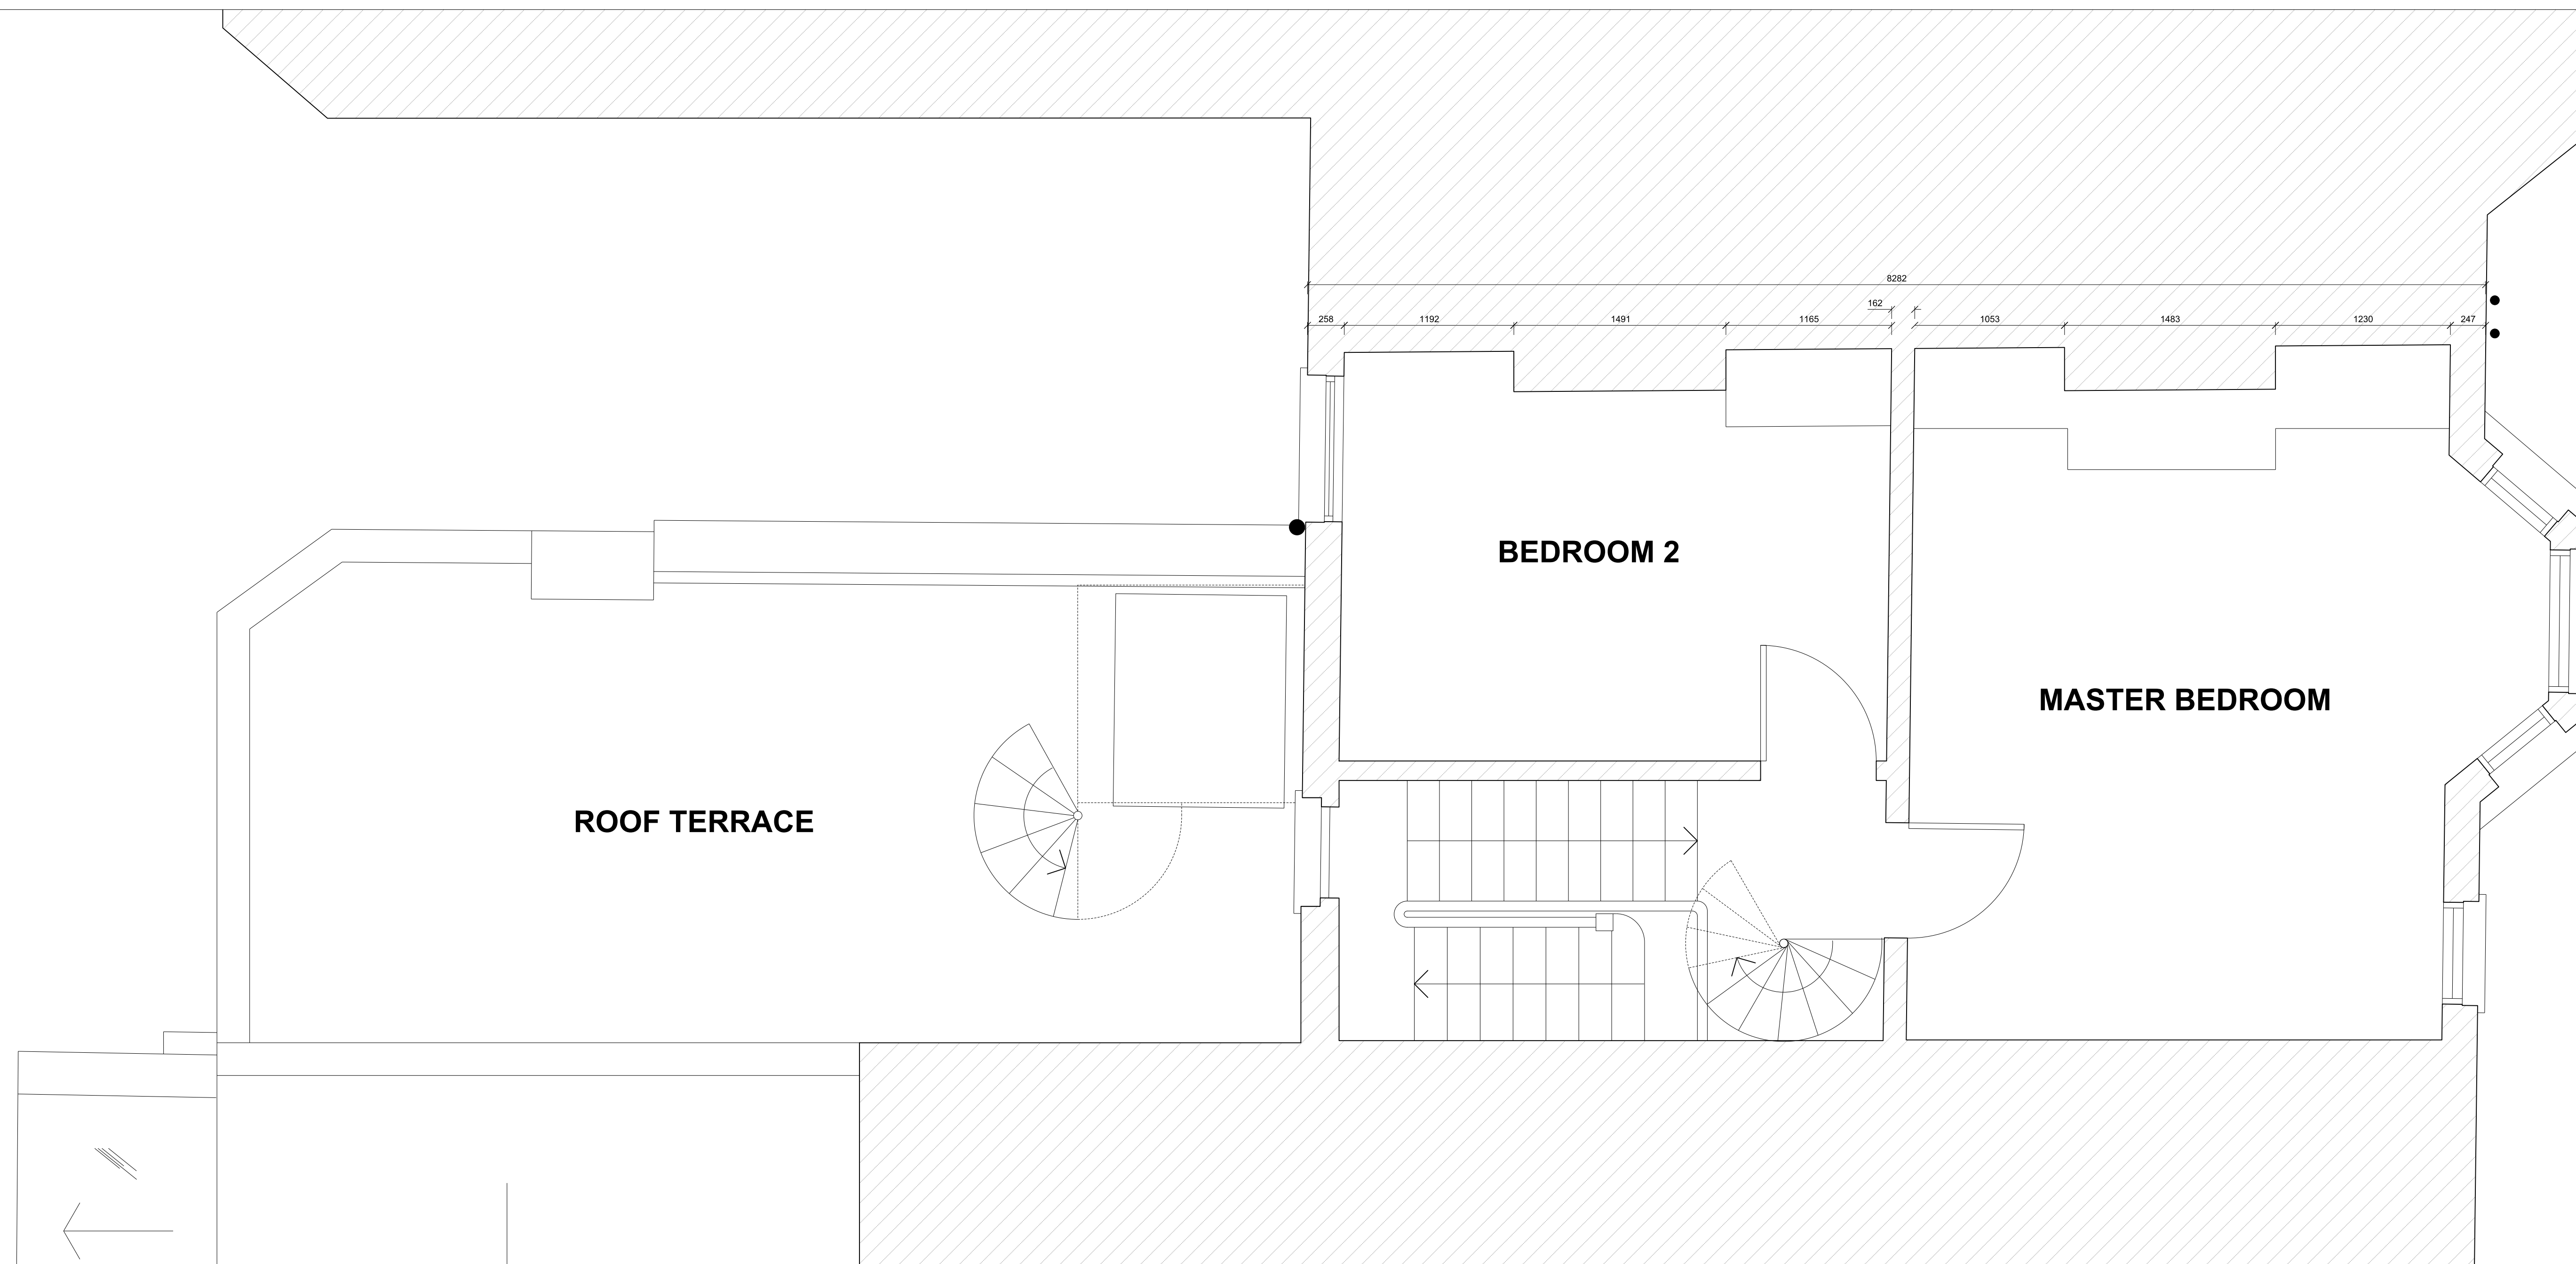 8282
162
258 1192 1491 1165 1053 1483 1230 247
BEDROOM 2
MASTER BEDROOM
ROOF TERRACE